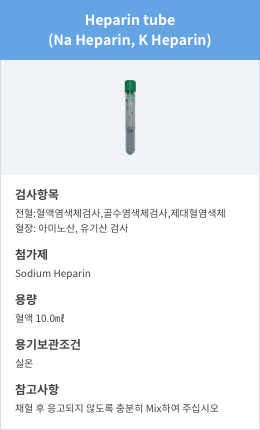 Heparin tube
(Na Heparin, K Heparin)
검사항목
전혈:혈액염색체검사,골수염색체검사,제대혈염색체
혈장: 아미노산, 유기산 검사
첨가제
Sodium Heparin
용량
혈액 10.0㎖
용기보관조건
실온
참고사항
채혈 후 응고되지 않도록 충분히 Mix하여 주십시오